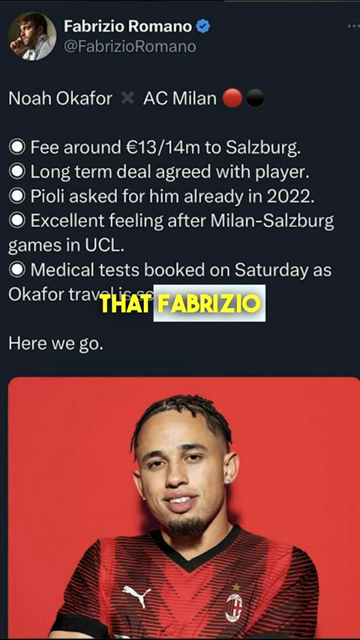 Fabrizio Romano
@FabrizioRomano
Noah Okafor ✖️ AC Milan 🔴⚫
◉ Fee around €13/14m to Salzburg.
◉ Long term deal agreed with player.
◉ Pioli asked for him already in 2022.
◉ Excellent feeling after Milan-Salzburg
games in UCL.
◉ Medical tests booked on Saturday as
Okafor travel is
THAT FABRIZIO
Here we go.